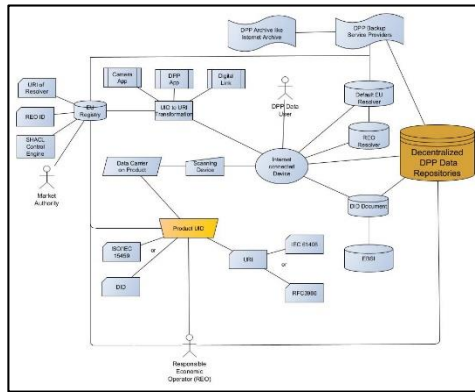 DPP Archive like
Internet Archive
DPP Backup
Service Providers
Camera
App
DPP
App
Digital
Link
URI of
Resolver
REO ID
SHACL
Control
Engine
EU
Registry
UID to URI
Transformation
DPP Data
User
Default EU
Resolver
REO
Resolver
Market
Authority
Data Carrier
on Product
Scanning
Device
Internet
connected
Device
Decentralized
DPP Data
Repositories
DID Document
EBSI
Product UID
ISO/IEC
15459
or
DID
URI
IEC 61406
or
RFC3986
Responsible
Economic
Operator (REO)